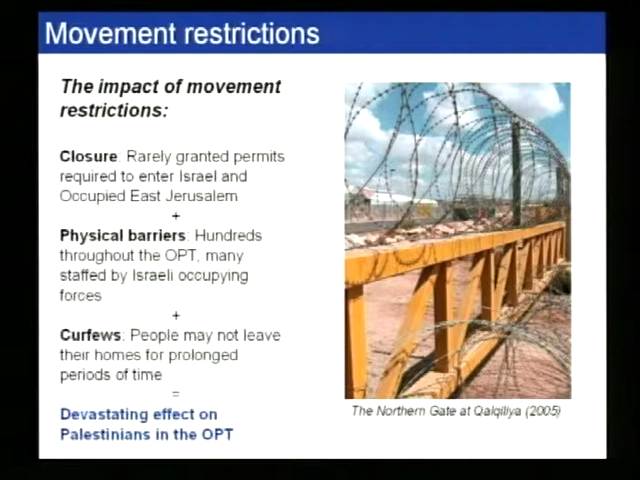 Movement restrictions
The impact of movement
restrictions:
Closure: Rarely granted permits
required to enter Israel and
Occupied East Jerusalem
+
Physical barriers: Hundreds
throughout the OPT, many
staffed by Israeli occupying
forces
+
Curfews: People may not leave
their homes for prolonged
periods of time
=
Devastating effect on
Palestinians in the OPT
The Northern Gate at Qalqiliya (2005)